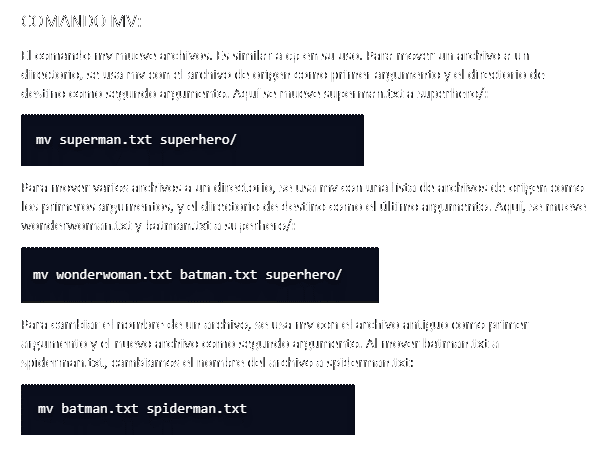 COMANDO MV:
El comando mv mueve archivos. Es similar a cp en su uso. Para mover un archivo a un
directorio, se usa mv con el archivo de origen como primer argumento y el directorio de
destino como segundo argumento. Aquí se mueve superman.txt a superhero/:
mv superman.txt superhero/
Para mover varios archivos a un directorio, se usa mv con una lista de archivos de origen como
los primeros argumentos, y el directorio de destino como el último argumento. Aquí, se mueve
wonderwoman.txt y batman.txt a superhero/:
mv wonderwoman.txt batman.txt superhero/
Para cambiar el nombre de un archivo, se usa mv con el archivo antiguo como primer
argumento y el nuevo archivo como segundo argumento. Al mover batman.txt a
spiderman.txt, cambiamos el nombre del archivo a spiderman.txt:
mv batman.txt spiderman.txt